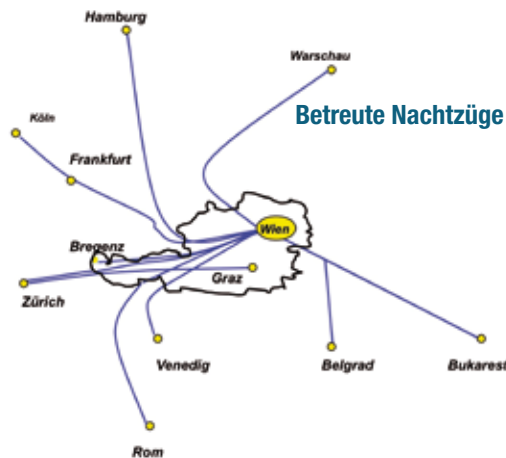 Hamburg
Warschau
Betreute Nachtzüge
Köln
Frankfurt
Wien
Bregenz
Graz
Zürich
Venedig
Belgrad
Bukarest
Rom